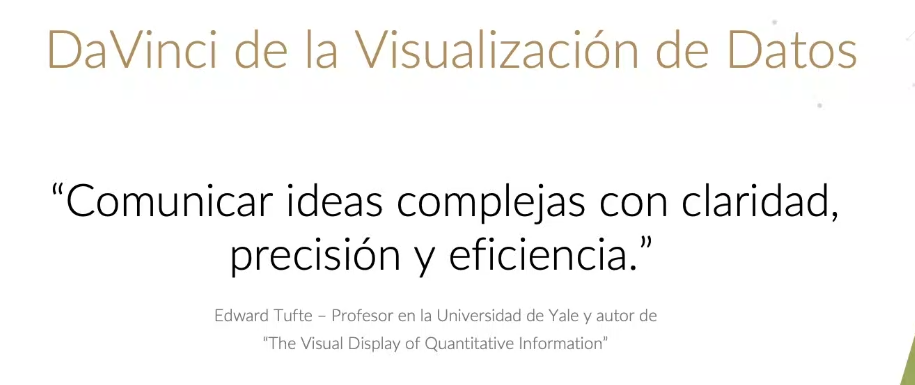 DaVinci de la Visualización de Datos
“Comunicar ideas complejas con claridad,
precisión y eficiencia.”
Edward Tufte – Profesor en la Universidad de Yale y autor de
“The Visual Display of Quantitative Information”